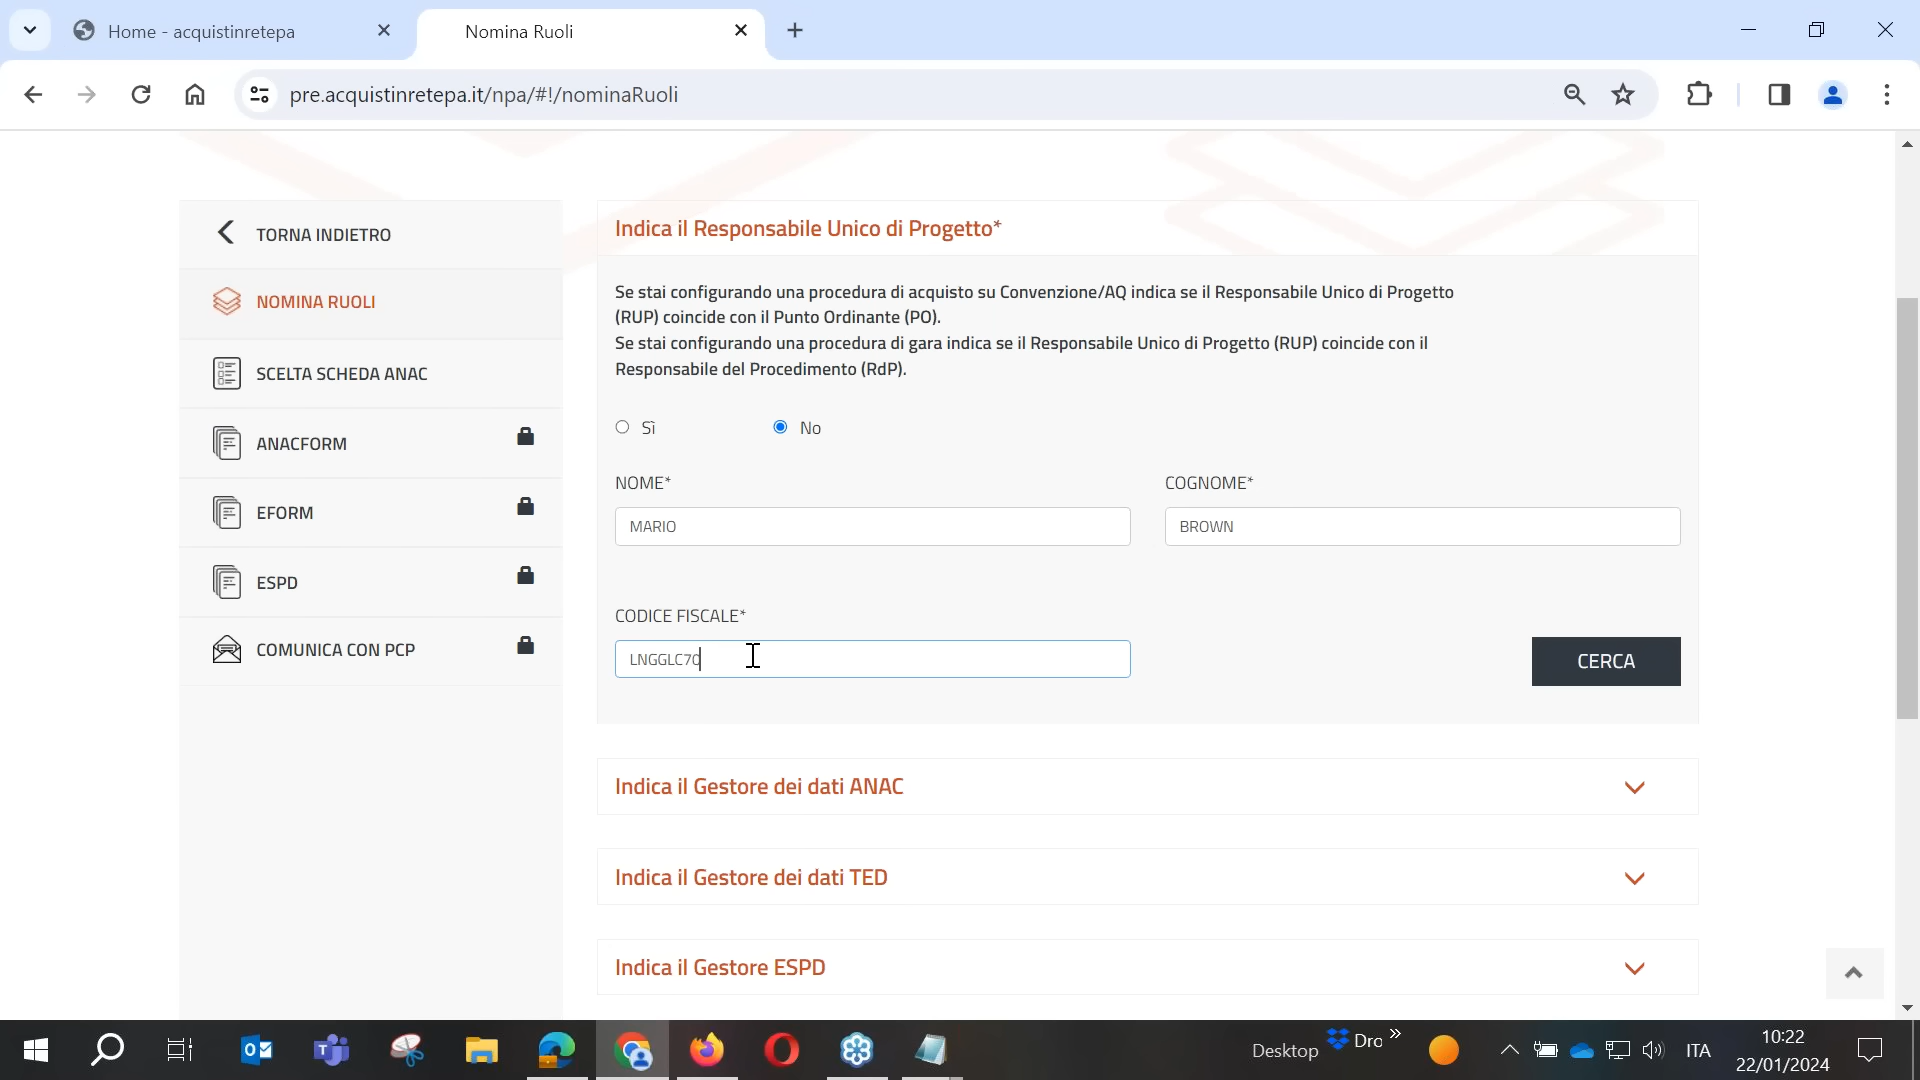 Home - acquistinretepa
Nomina Ruoli
pre.acquistinretepa.it/npa/#!/nominaRuoli
TORNA INDIETRO
NOMINA RUOLI
SCELTA SCHEDA ANAC
ANACFORM
EFORM
ESPD
COMUNICA CON PCP
Indica il Responsabile Unico di Progetto*
Se stai configurando una procedura di acquisto su Convenzione/AQ indica se il Responsabile Unico di Progetto
(RUP) coincide con il Punto Ordinante (PO).
Se stai configurando una procedura di gara indica se il Responsabile Unico di Progetto (RUP) coincide con il
Responsabile del Procedimento (RdP).
Sì No
NOME* COGNOME*
MARIO BROWN
CODICE FISCALE*
LNGGLC70
CERCA
Indica il Gestore dei dati ANAC
Indica il Gestore dei dati TED
Indica il Gestore ESPD
Desktop
Dro
ITA
10:22
22/01/2024